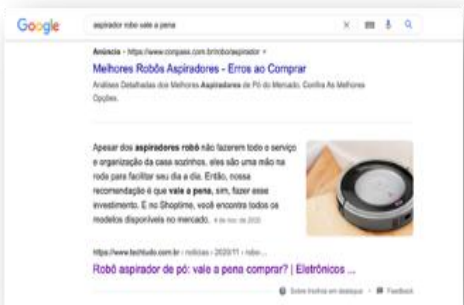 Google
aspirador robo vale a pena
Anúncio · https://www.compass.com.br/robo/aspirador
Melhores Robôs Aspiradores - Erros ao Comprar
Análises Detalhadas dos Melhores Aspiradores de Pó do Mercado. Confira As Melhores
Opções.
Apesar dos aspiradores robô não fazerem todo o serviço
e organização da casa sozinhos, eles são uma mão na
roda para facilitar seu dia a dia. Então, nossa
recomendação é que vale a pena, sim, fazer esse
investimento. E no Shoptime, você encontra todos os
modelos disponíveis no mercado. 4 de nov. de 2020
https://www.techtudo.com.br › noticias › 2020/11 › robo-...
Robô aspirador de pó: vale a pena comprar? | Eletrônicos ...
Sobre trechos em destaque · Feedback